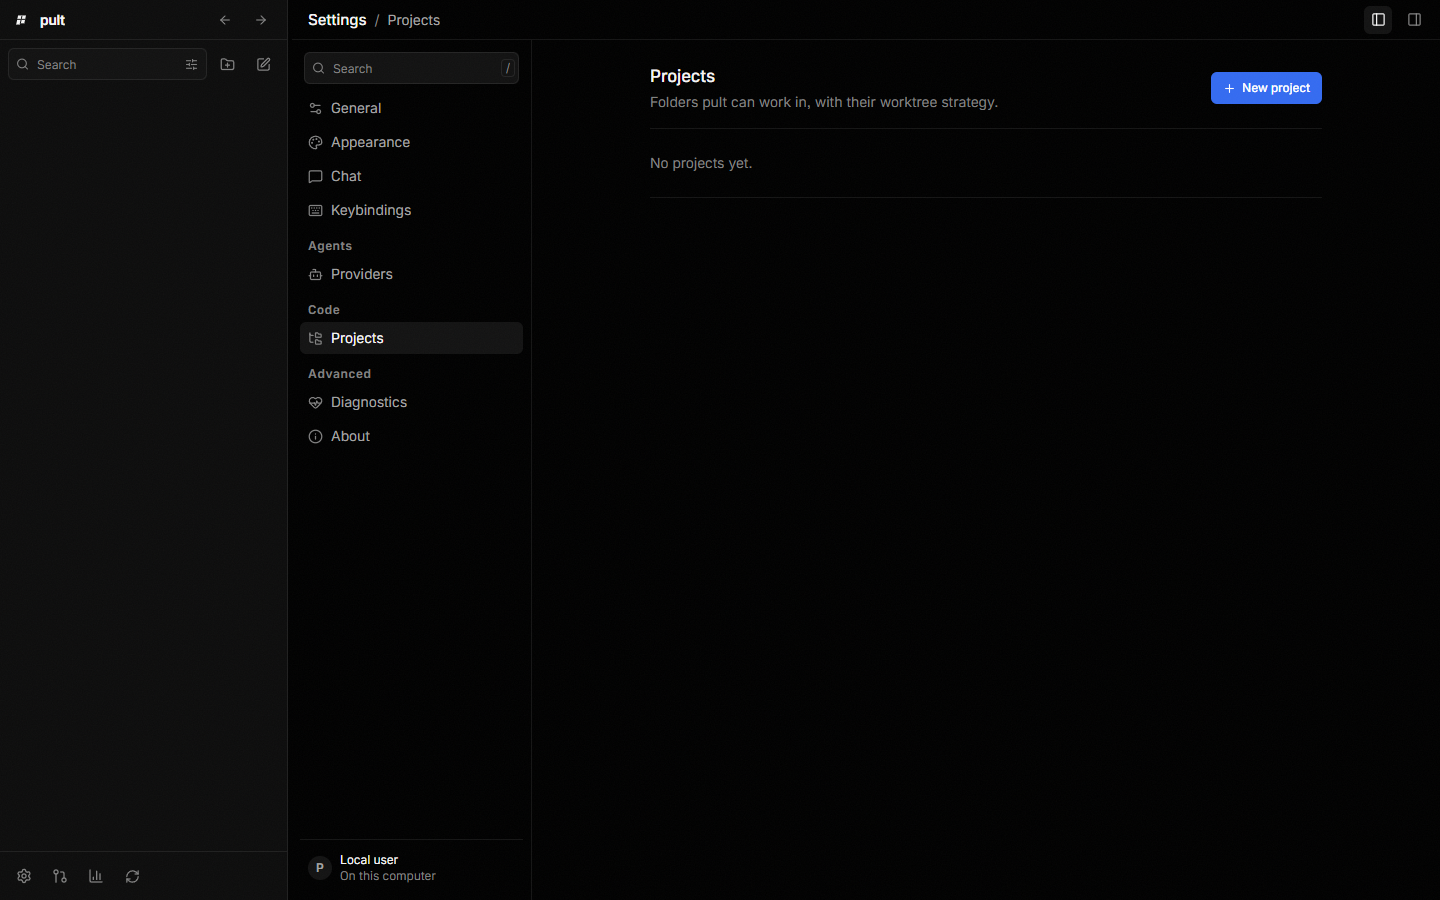 pult
Search
Settings / Projects
Search /
General
Appearance
Chat
Keybindings
Agents
Providers
Code
Projects
Advanced
Diagnostics
About
P
Local user
On this computer
Projects
Folders pult can work in, with their worktree strategy.
New project
No projects yet.